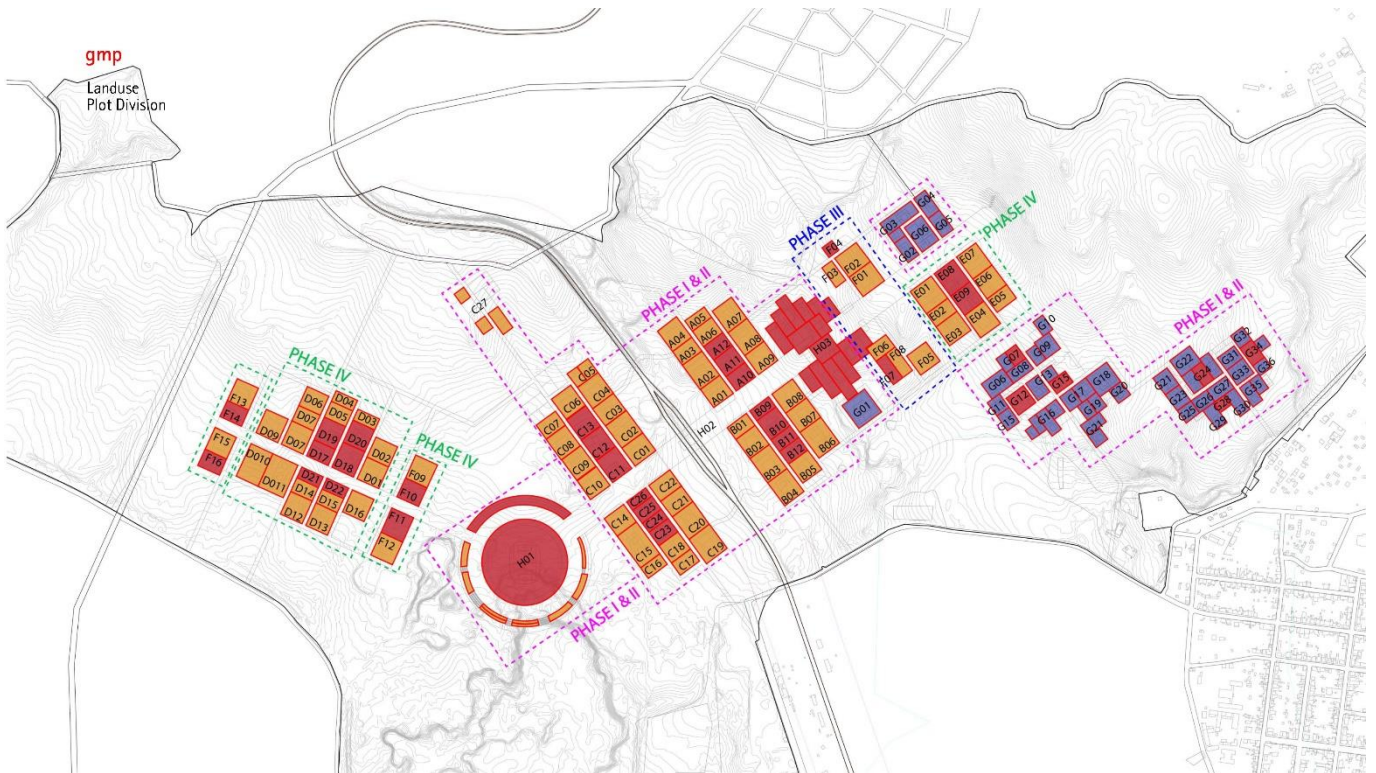 gmp
Landuse
Plot Division
PHASE III
PHASE IV
PHASE I & II
PHASE I & II
PHASE IV
PHASE IV
PHASE I & II
G04
G03
G06
G05
G02
F04
F02
F03
F01
E07
E08
E06
E01
E09
E05
E02
E04
E03
C27
A05
A07
A04
A06
A08
A03
A12
A09
A02
A11
A01
A10
H03
F06
F08
F05
A07
G01
H02
B09
B08
B01
B10
B07
B02
B11
B06
B12
B03
B05
B04
G10
G07
G09
G06
G08
G13
G18
G15
G11
G12
G17
G20
G15
G16
G19
G21
G32
G22
G31
G34
G21
G24
G33
G36
G23
G27
G35
G26
G28
G25
G30
G29
C05
C04
C06
C03
C07
C13
C02
C08
C12
C01
C09
C11
C10
C26
C22
C14
C25
C21
C24
C20
C23
C15
C18
C19
C16
C17
F13
F14
F15
F16
D04
D06
D03
D05
D07
D20
D09
D19
D02
D07
D17
D18
D01
D010
D21
D011
D22
D14
D15
D16
D12
D13
F09
F10
F11
F12
H01